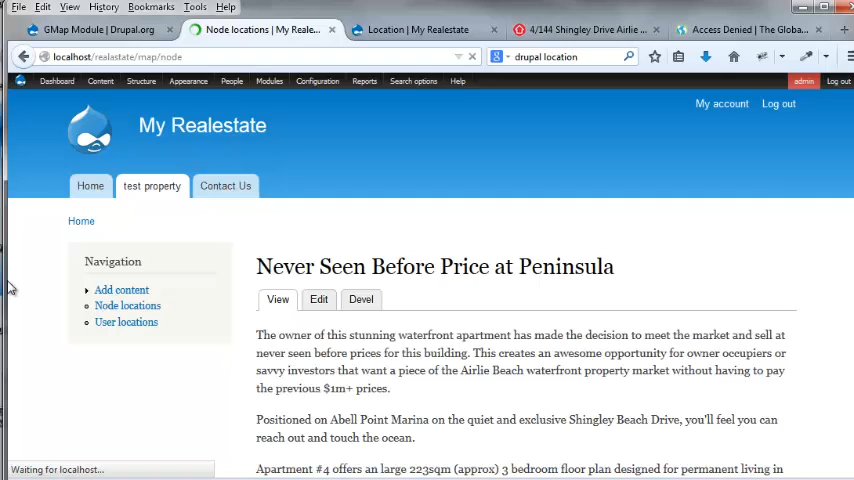 File Edit View History Bookmarks Tools Help
GMap Module | Drupal.org × Node locations | My Reale... × Location | My Realestate × 4/144 Shingley Drive Airlie ... × Access Denied | The Globa... ×
localhost/realastate/map/node drupal location
Dashboard Content Structure Appearance People Modules Configuration Reports Search options Help admin Log out
My account Log out
My Realestate
Home test property Contact Us
Home
Navigation
Add content
Node locations
User locations
Never Seen Before Price at Peninsula
View Edit Devel
The owner of this stunning waterfront apartment has made the decision to meet the market and sell at
never seen before prices for this building. This creates an awesome opportunity for owner occupiers or
savvy investors that want a piece of the Airlie Beach waterfront property market without having to pay
the previous $1m+ prices.
Positioned on Abell Point Marina on the quiet and exclusive Shingley Beach Drive, you'll feel you can
reach out and touch the ocean.
Apartment #4 offers an large 223sqm (approx) 3 bedroom floor plan designed for permanent living in
Waiting for localhost...